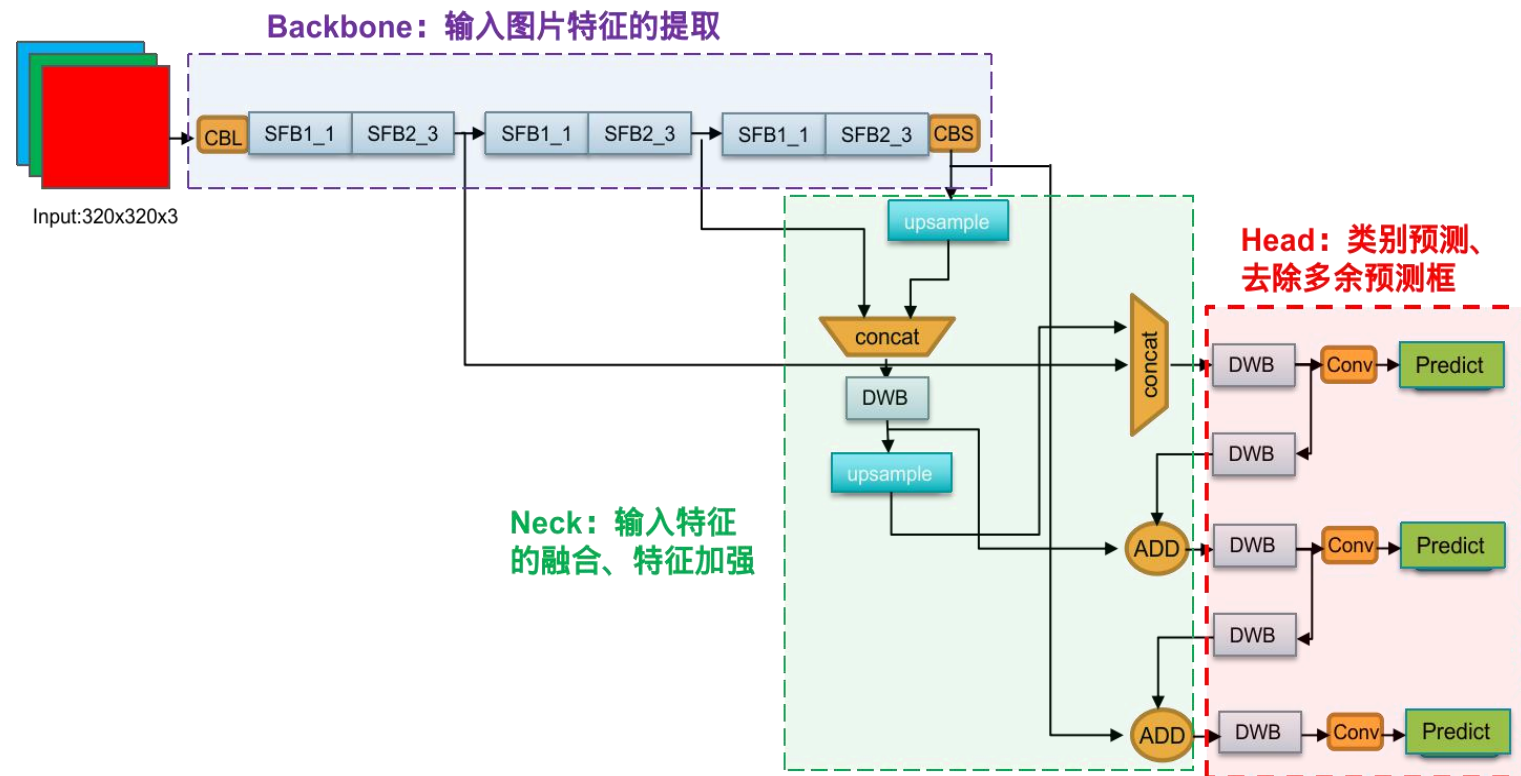 Backbone：输入图片特征的提取
CBL
SFB1_1
SFB2_3
SFB1_1
SFB2_3
SFB1_1
SFB2_3
CBS
Input:320x320x3
upsample
Head：类别预测、
去除多余预测框
concat
concat
DWB
Conv
Predict
DWB
DWB
upsample
Neck：输入特征
的融合、特征加强
ADD
DWB
Conv
Predict
DWB
ADD
DWB
Conv
Predict